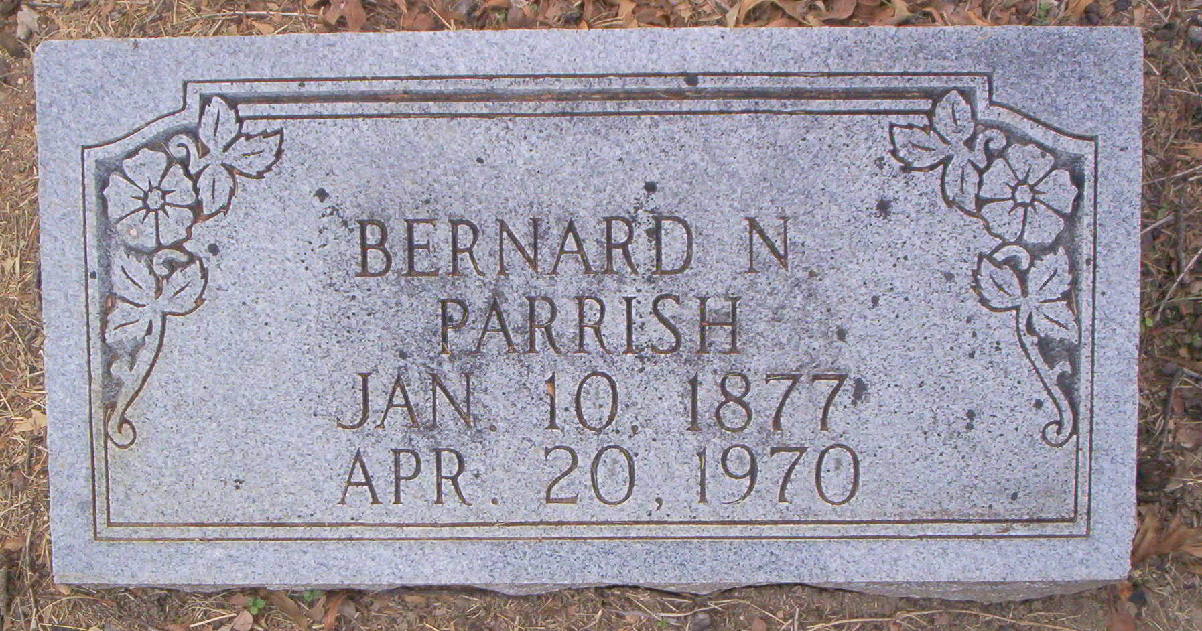 BERNARD N.
PARRISH
JAN. 10, 1877
APR. 20, 1970